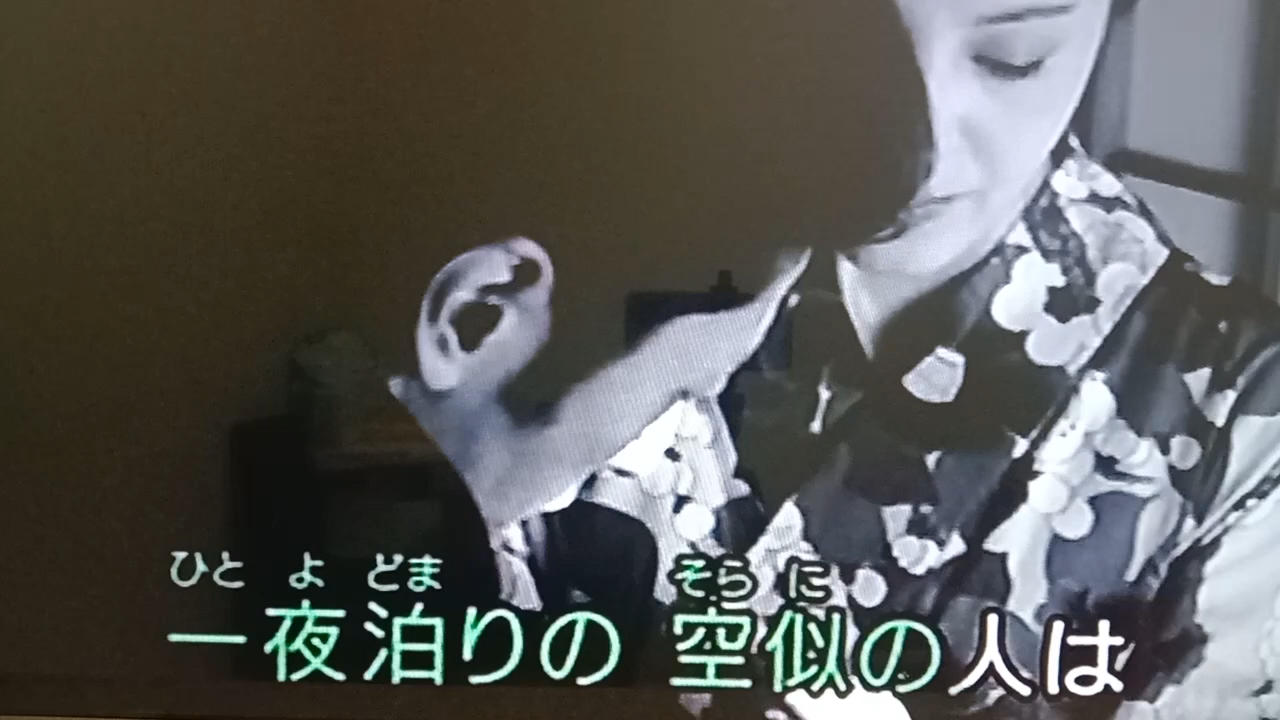 ひと よ どま そら に
一夜泊りの 空似の人は